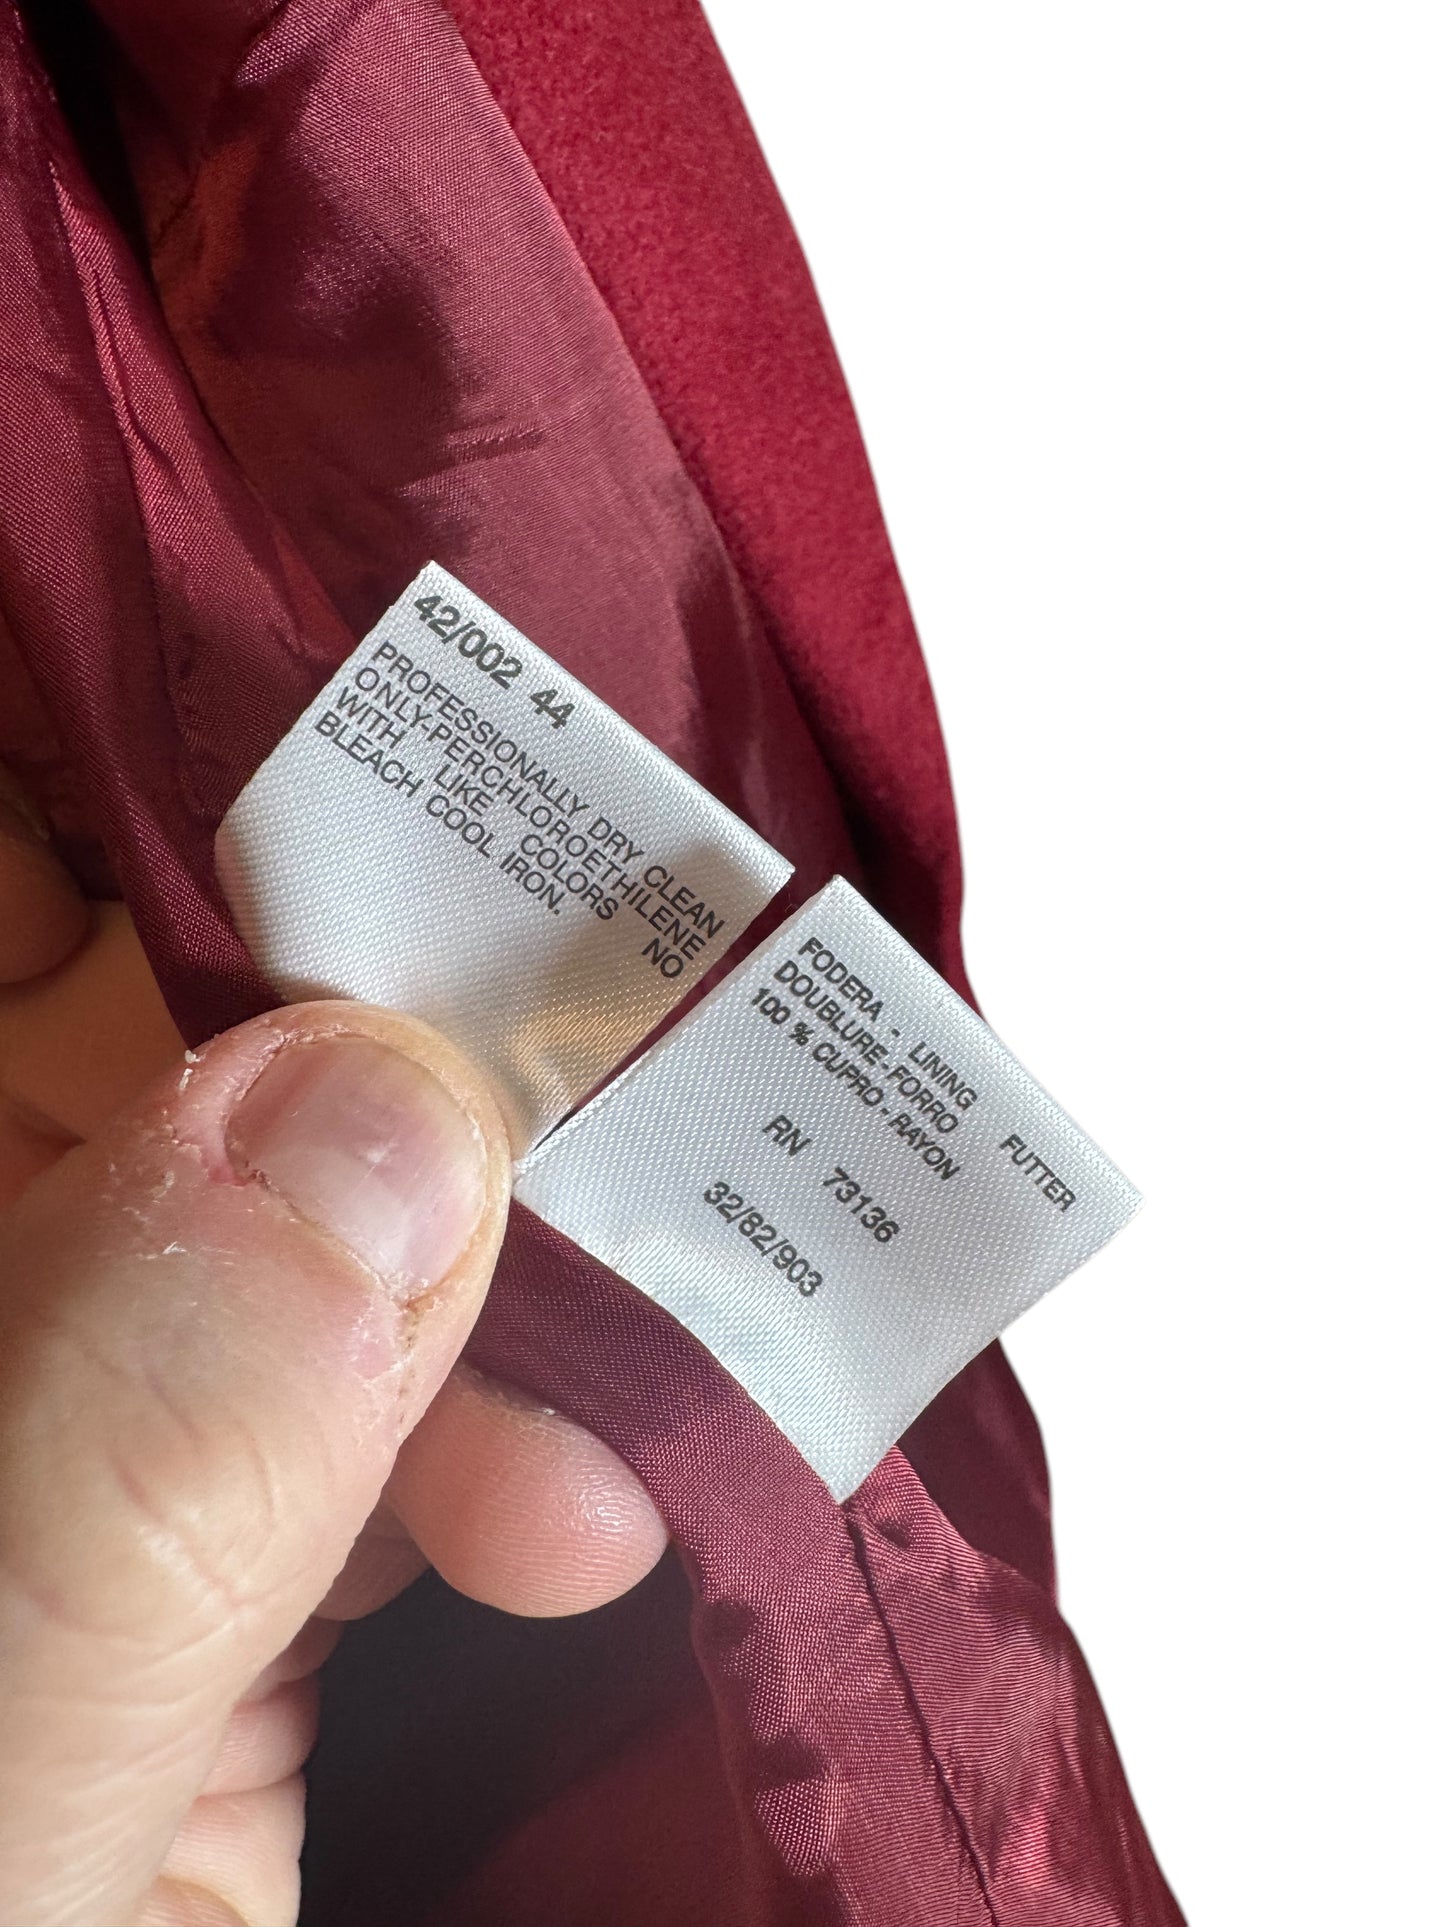 42/002 44
PROFESSIONALLY DRY CLEAN
ONLY-PERCHLOROETHILENE
WITH LIKE COLORS NO
BLEACH COOL IRON.
FODERA - LINING FUTTER
DOUBLURE-FORRO
100 % CUPRO-RAYON
RN 73136
32/82/903